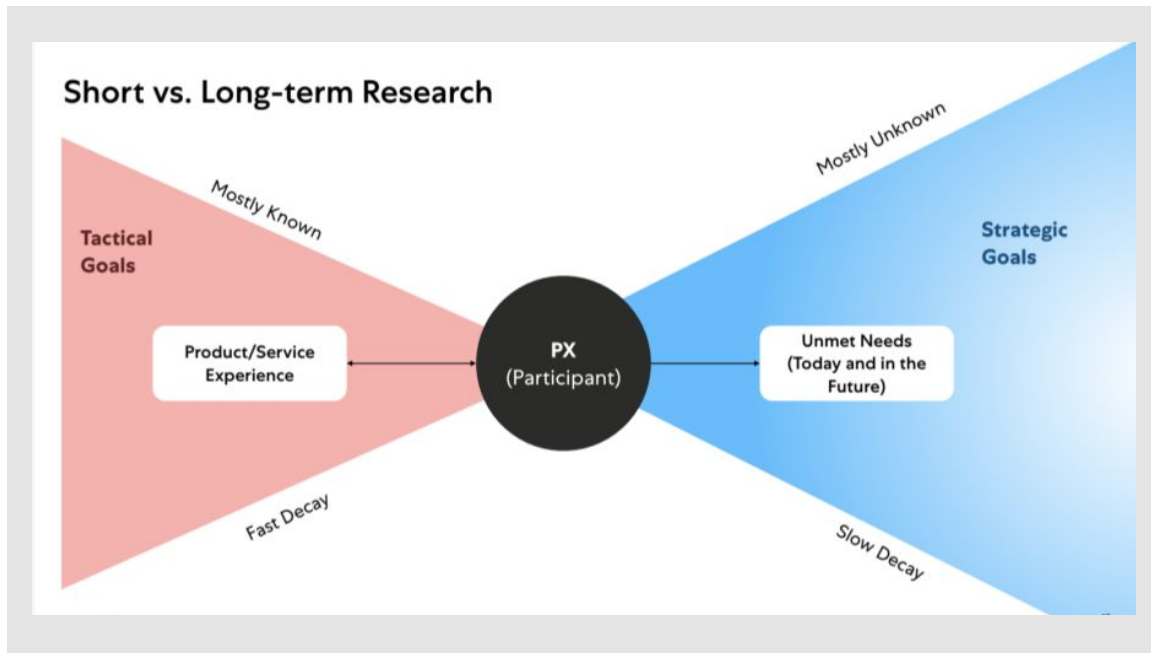 Short vs. Long-term Research
Mostly Known
Mostly Unknown
Tactical
Goals
Strategic
Goals
Product/Service
Experience
PX
(Participant)
Unmet Needs
(Today and in the
Future)
Fast Decay
Slow Decay